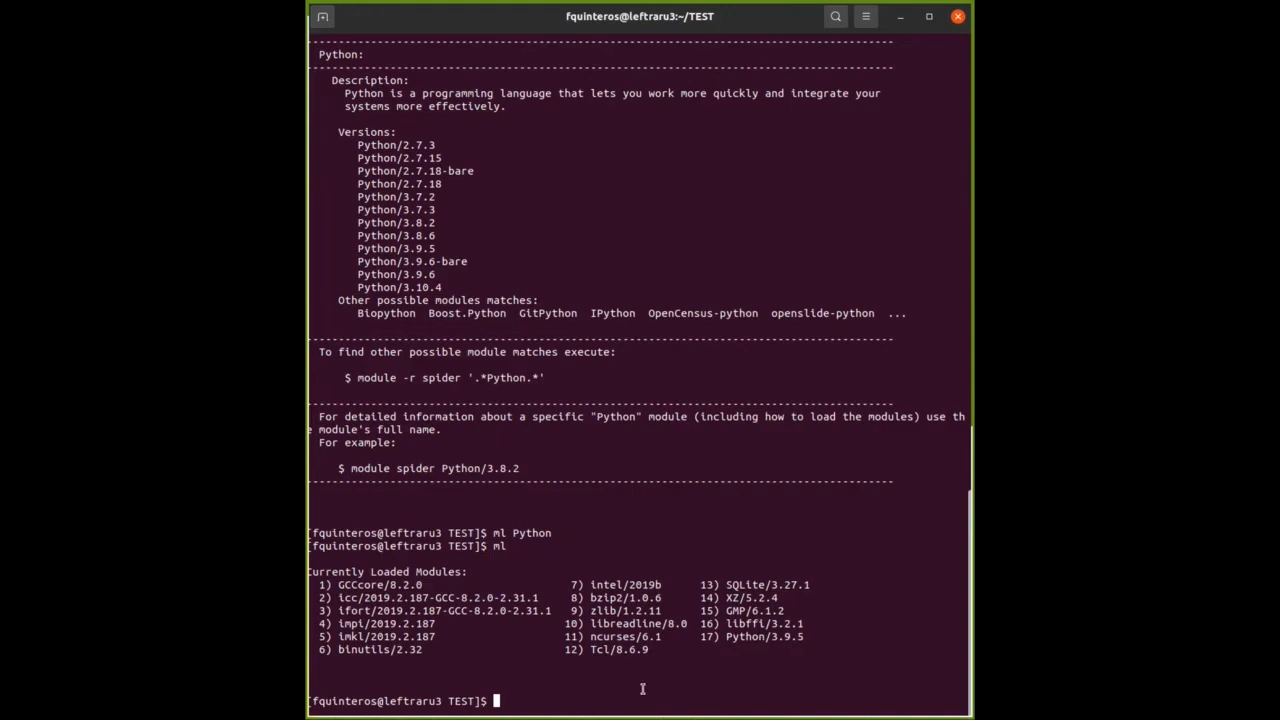 fquinteros@leftraru3:~/TEST
---------------------------------------------------------------------------------------
Python:
---------------------------------------------------------------------------------------
Description:
Python is a programming language that lets you work more quickly and integrate your
systems more effectively.
Versions:
Python/2.7.3
Python/2.7.15
Python/2.7.18-bare
Python/2.7.18
Python/3.7.2
Python/3.7.3
Python/3.8.2
Python/3.8.6
Python/3.9.5
Python/3.9.6-bare
Python/3.9.6
Python/3.10.4
Other possible modules matches:
Biopython  Boost.Python  GitPython  IPython  OpenCensus-python  openslide-python  ...
---------------------------------------------------------------------------------------
To find other possible module matches execute:
$ module -r spider '.*Python.*'
---------------------------------------------------------------------------------------
For detailed information about a specific "Python" module (including how to load the modules) use th
e module's full name.
For example:
$ module spider Python/3.8.2
---------------------------------------------------------------------------------------
[fquinteros@leftraru3 TEST]$ ml Python
[fquinteros@leftraru3 TEST]$ ml
Currently Loaded Modules:
1) GCCcore/8.2.0 7) intel/2019b 13) SQLite/3.27.1
2) icc/2019.2.187-GCC-8.2.0-2.31.1 8) bzip2/1.0.6 14) XZ/5.2.4
3) ifort/2019.2.187-GCC-8.2.0-2.31.1 9) zlib/1.2.11 15) GMP/6.1.2
4) impi/2019.2.187 10) libreadline/8.0 16) libffi/3.2.1
5) imkl/2019.2.187 11) ncurses/6.1 17) Python/3.9.5
6) binutils/2.32 12) Tcl/8.6.9
[fquinteros@leftraru3 TEST]$